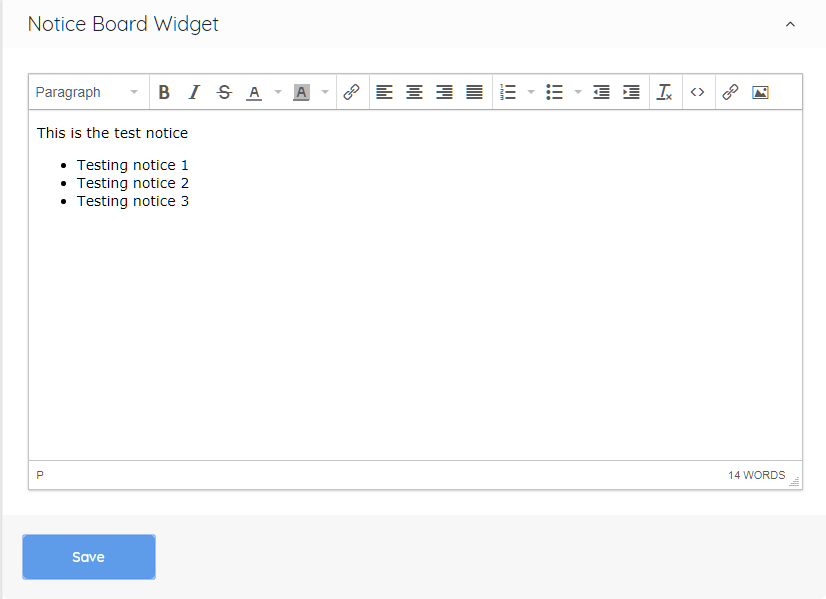 Notice Board Widget
Paragraph B I S A A
This is the test notice
Testing notice 1
Testing notice 2
Testing notice 3
P 14 WORDS
Save